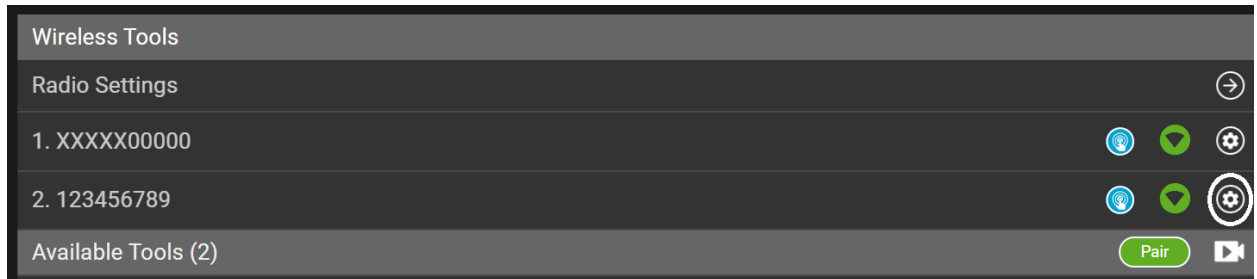 Wireless Tools
Radio Settings
1. XXXXX00000
2. 123456789
Available Tools (2)
Pair